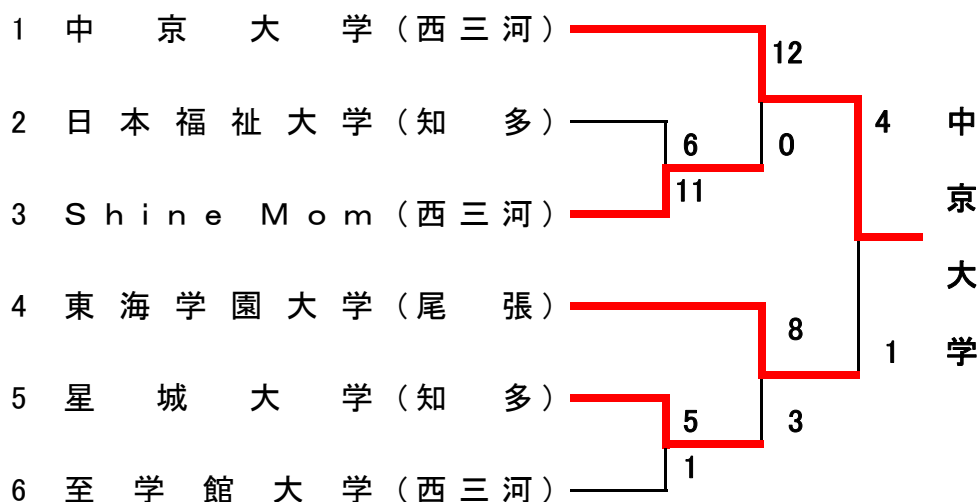 1 中京大学(西三河)
12
2 日本福祉大学(知多)
6
0
4
11
3 Shine Mom(西三河)
中京大学
4 東海学園大学(尾張)
8
1
5 星城大学(知多)
5
3
1
6 至学館大学(西三河)